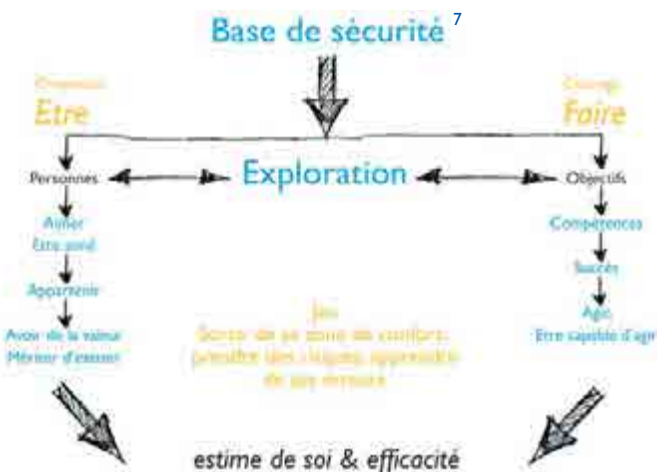 Base de sécurité 7
Etre
Faire
Personnes
Exploration
Objectifs
Aimer
Etre aimé
Compétences
Succès
Appartenir
Agir
Avoir de la valeur
Etre capable d'agir
Mériter d'exister
Jeu
Sortir de sa zone de confort,
prendre des risques, apprendre
de ses erreurs
estime de soi & efficacité